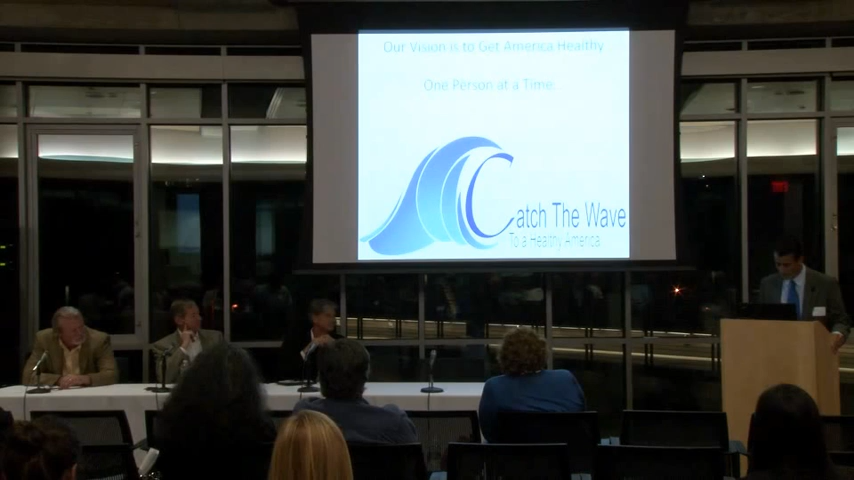 Our Vision is to Get America Healthy
One Person at a Time.
Catch The Wave
To a Healthy America